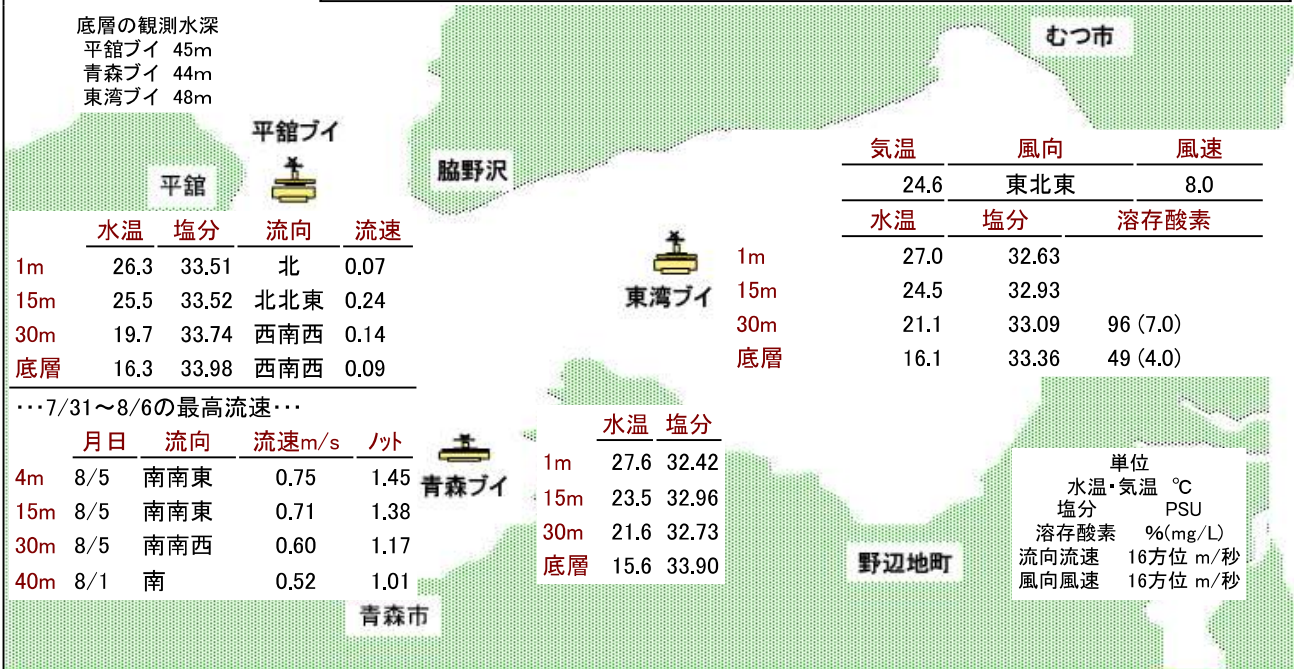 底層の観測水深
平舘ブイ 45m
青森ブイ 44m
東湾ブイ 48m
むつ市
平舘ブイ
脇野沢
平舘
気温 風向 風速
24.6 東北東 8.0
水温 塩分 溶存酸素
1m 27.0 32.63
15m 24.5 32.93
30m 21.1 33.09 96 (7.0)
底層 16.1 33.36 49 (4.0)
東湾ブイ
水温 塩分 流向 流速
1m 26.3 33.51 北 0.07
15m 25.5 33.52 北北東 0.24
30m 19.7 33.74 西南西 0.14
底層 16.3 33.98 西南西 0.09
…7/31～8/6の最高流速…
月日 流向 流速m/s ノット
4m 8/5 南南東 0.75 1.45
15m 8/5 南南東 0.71 1.38
30m 8/5 南南西 0.60 1.17
40m 8/1 南 0.52 1.01
青森ブイ
水温 塩分
1m 27.6 32.42
15m 23.5 32.96
30m 21.6 32.73
底層 15.6 33.90
野辺地町
青森市
単位
水温・気温 ℃
塩分 PSU
溶存酸素 %(mg/L)
流向流速 16方位 m/秒
風向風速 16方位 m/秒